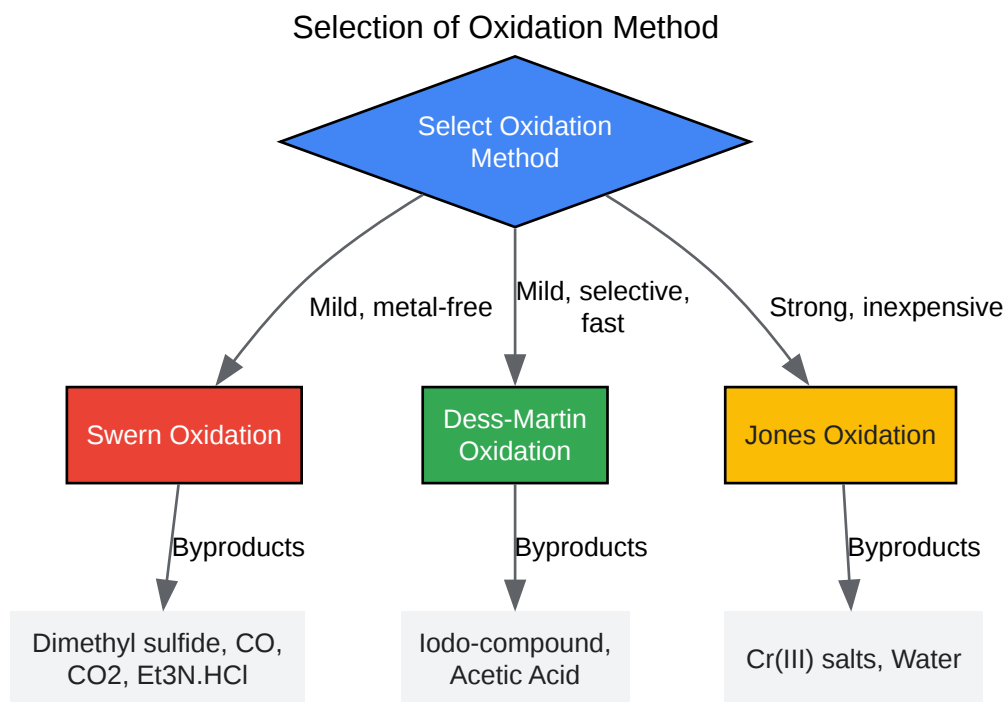 Selection of Oxidation Method
Select Oxidation
Method
Mild, metal-free
Mild, selective,
fast
Strong, inexpensive
Swern Oxidation
Dess-Martin
Oxidation
Jones Oxidation
Byproducts
Byproducts
Byproducts
Dimethyl sulfide, CO,
CO2, Et3N.HCl
Iodo-compound,
Acetic Acid
Cr(III) salts, Water